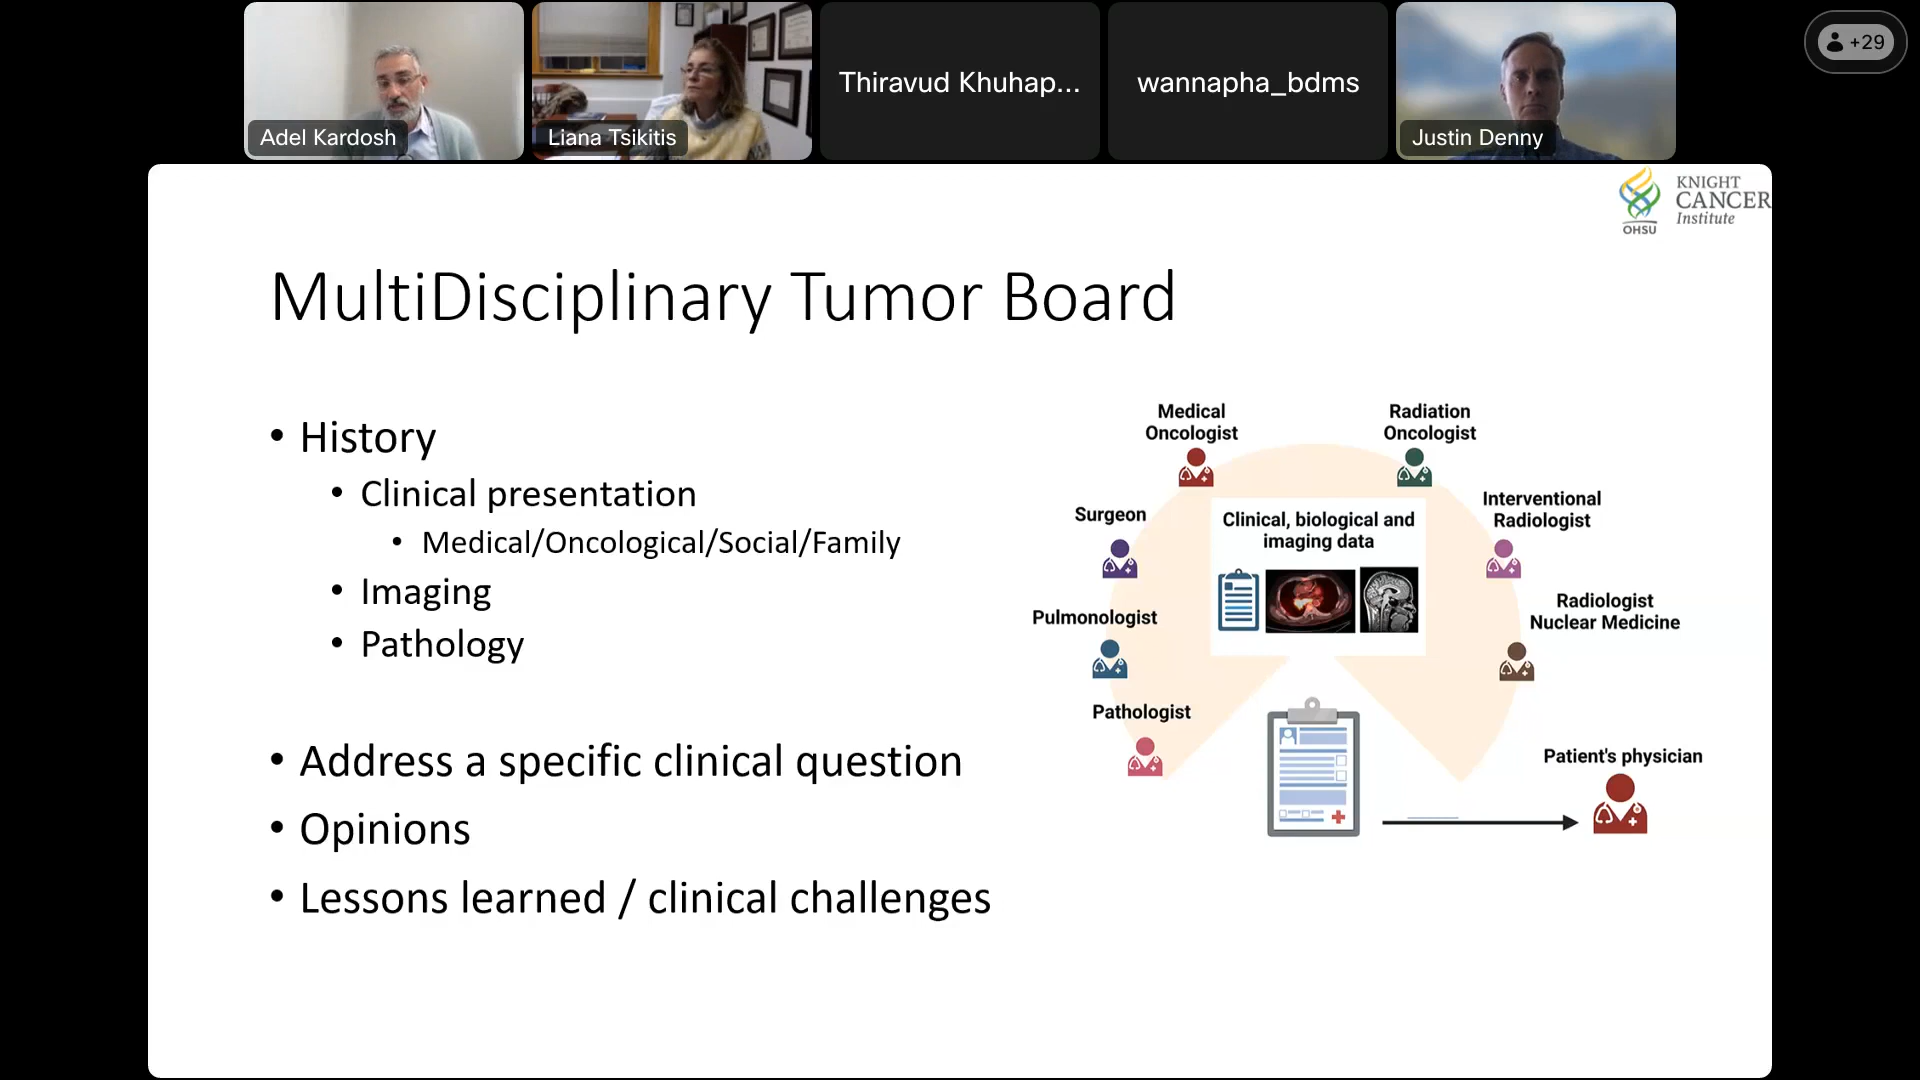 Adel Kardosh
Liana Tsikitis
Thiravud Khuhap...
wannapha_bdms
Justin Denny
+29
KNIGHT
CANCER
Institute
OHSU
MultiDisciplinary Tumor Board
• History
• Clinical presentation
• Medical/Oncological/Social/Family
• Imaging
• Pathology
• Address a specific clinical question
• Opinions
• Lessons learned / clinical challenges
Medical
Oncologist
Radiation
Oncologist
Surgeon
Interventional
Radiologist
Clinical, biological and
imaging data
Pulmonologist
Radiologist
Nuclear Medicine
Pathologist
Patient's physician